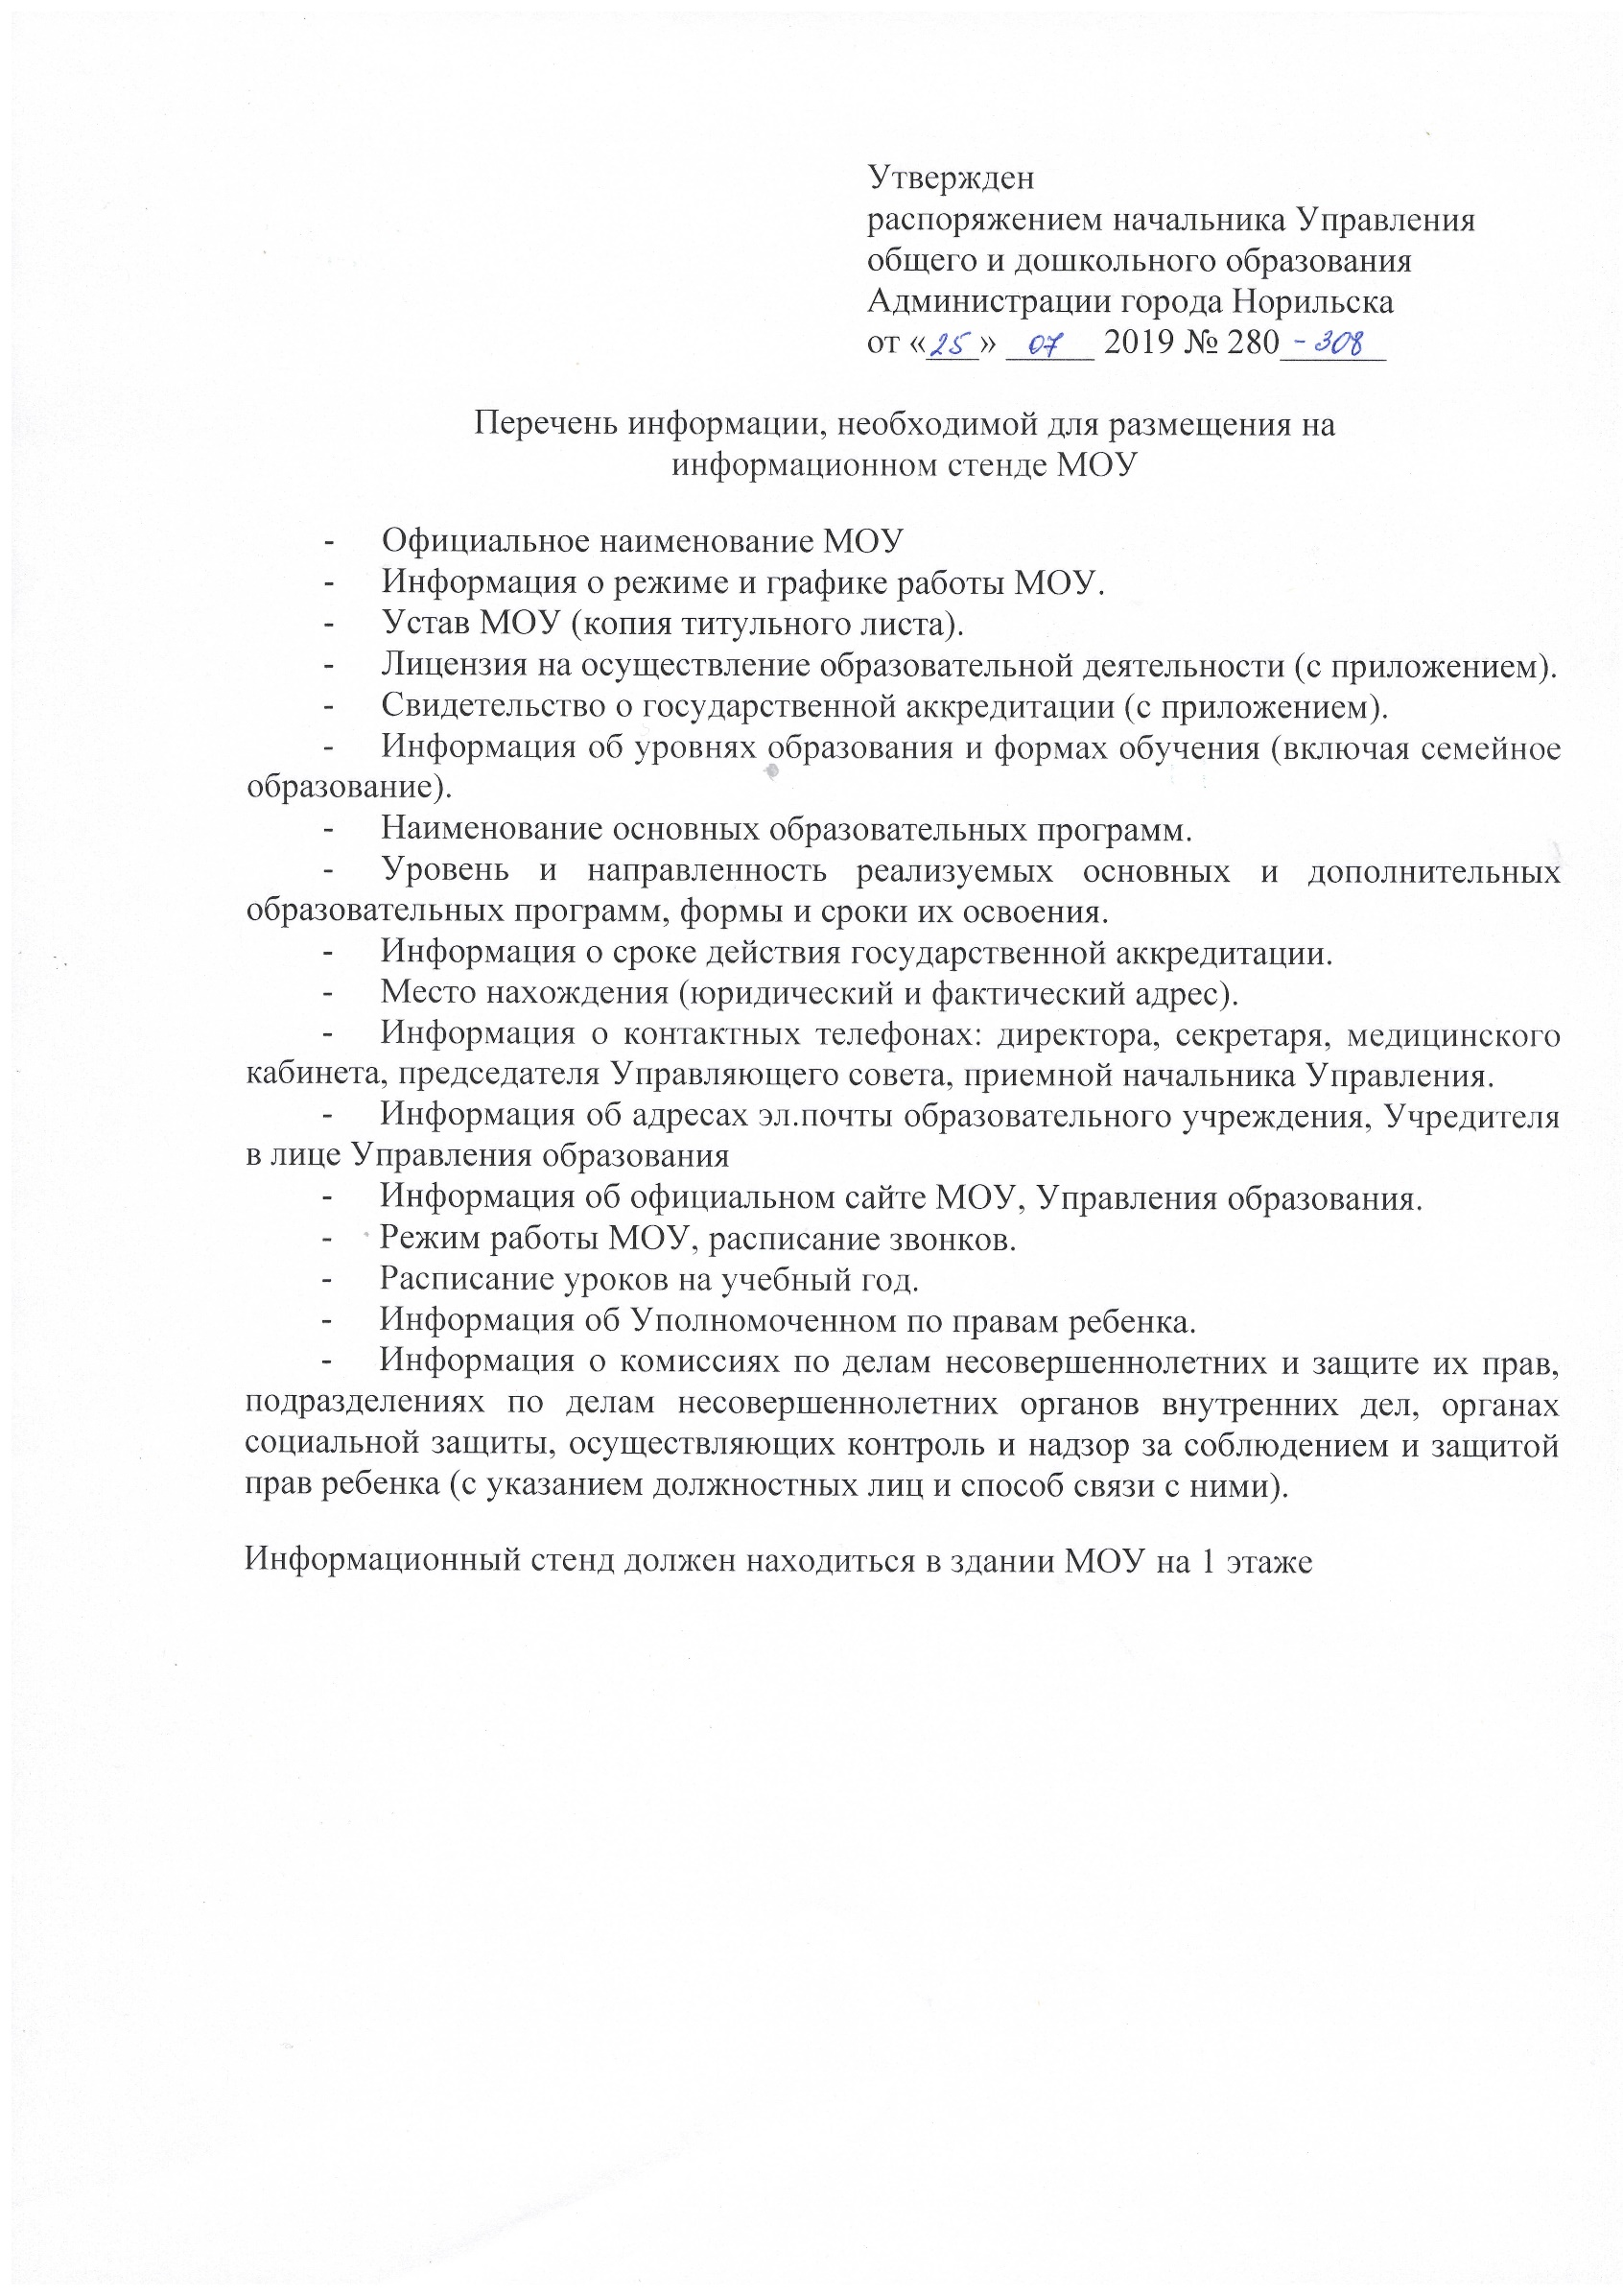 Утвержден
распоряжением начальника Управления
общего и дошкольного образования
Администрации города Норильска
от «25» 07 2019 № 280 - 308
Перечень информации, необходимой для размещения на
информационном стенде МОУ
- Официальное наименование МОУ
- Информация о режиме и графике работы МОУ.
- Устав МОУ (копия титульного листа).
- Лицензия на осуществление образовательной деятельности (с приложением).
- Свидетельство о государственной аккредитации (с приложением).
- Информация об уровнях образования и формах обучения (включая семейное
образование).
- Наименование основных образовательных программ.
- Уровень и направленность реализуемых основных и дополнительных
образовательных программ, формы и сроки их освоения.
- Информация о сроке действия государственной аккредитации.
- Место нахождения (юридический и фактический адрес).
- Информация о контактных телефонах: директора, секретаря, медицинского
кабинета, председателя Управляющего совета, приемной начальника Управления.
- Информация об адресах эл.почты образовательного учреждения, Учредителя
в лице Управления образования
- Информация об официальном сайте МОУ, Управления образования.
- Режим работы МОУ, расписание звонков.
- Расписание уроков на учебный год.
- Информация об Уполномоченном по правам ребенка.
- Информация о комиссиях по делам несовершеннолетних и защите их прав,
подразделениях по делам несовершеннолетних органов внутренних дел, органах
социальной защиты, осуществляющих контроль и надзор за соблюдением и защитой
прав ребенка (с указанием должностных лиц и способ связи с ними).
Информационный стенд должен находиться в здании МОУ на 1 этаже